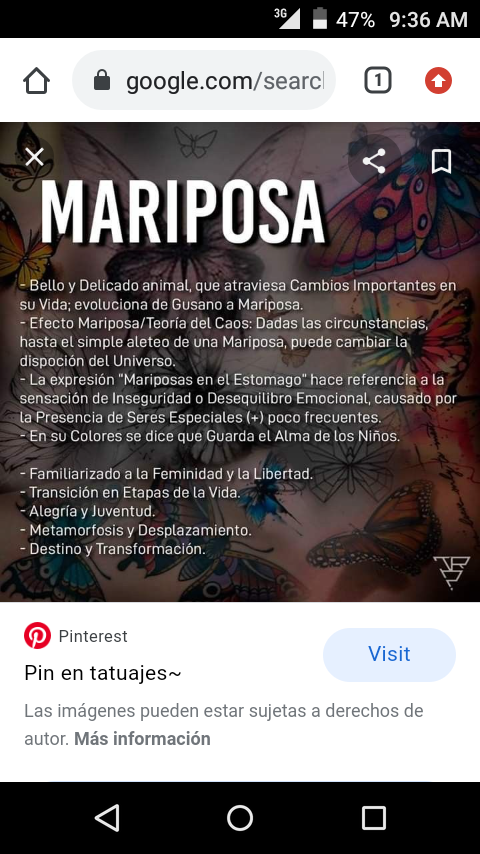 3G 47% 9:36 AM
google.com/search
1
MARIPOSA
- Bello y Delicado animal, que atraviesa Cambios Importantes en
su Vida; evoluciona de Gusano a Mariposa.
- Efecto Mariposa/Teoría del Caos: Dadas las circunstancias,
hasta el simple aleteo de una Mariposa, puede cambiar la
dispoción del Universo.
- La expresión "Mariposas en el Estomago" hace referencia a la
sensación de Inseguridad o Desequilibro Emocional, causado por
la Presencia de Seres Especiales (+) poco frecuentes.
- En su Colores se dice que Guarda el Alma de los Niños.
- Familiarizado a la Feminidad y la Libertad.
- Transición en Etapas de la Vida.
- Alegría y Juventud.
- Metamorfosis y Desplazamiento.
- Destino y Transformación.
Pinterest
Visit
Pin en tatuajes~
Las imágenes pueden estar sujetas a derechos de
autor. Más información